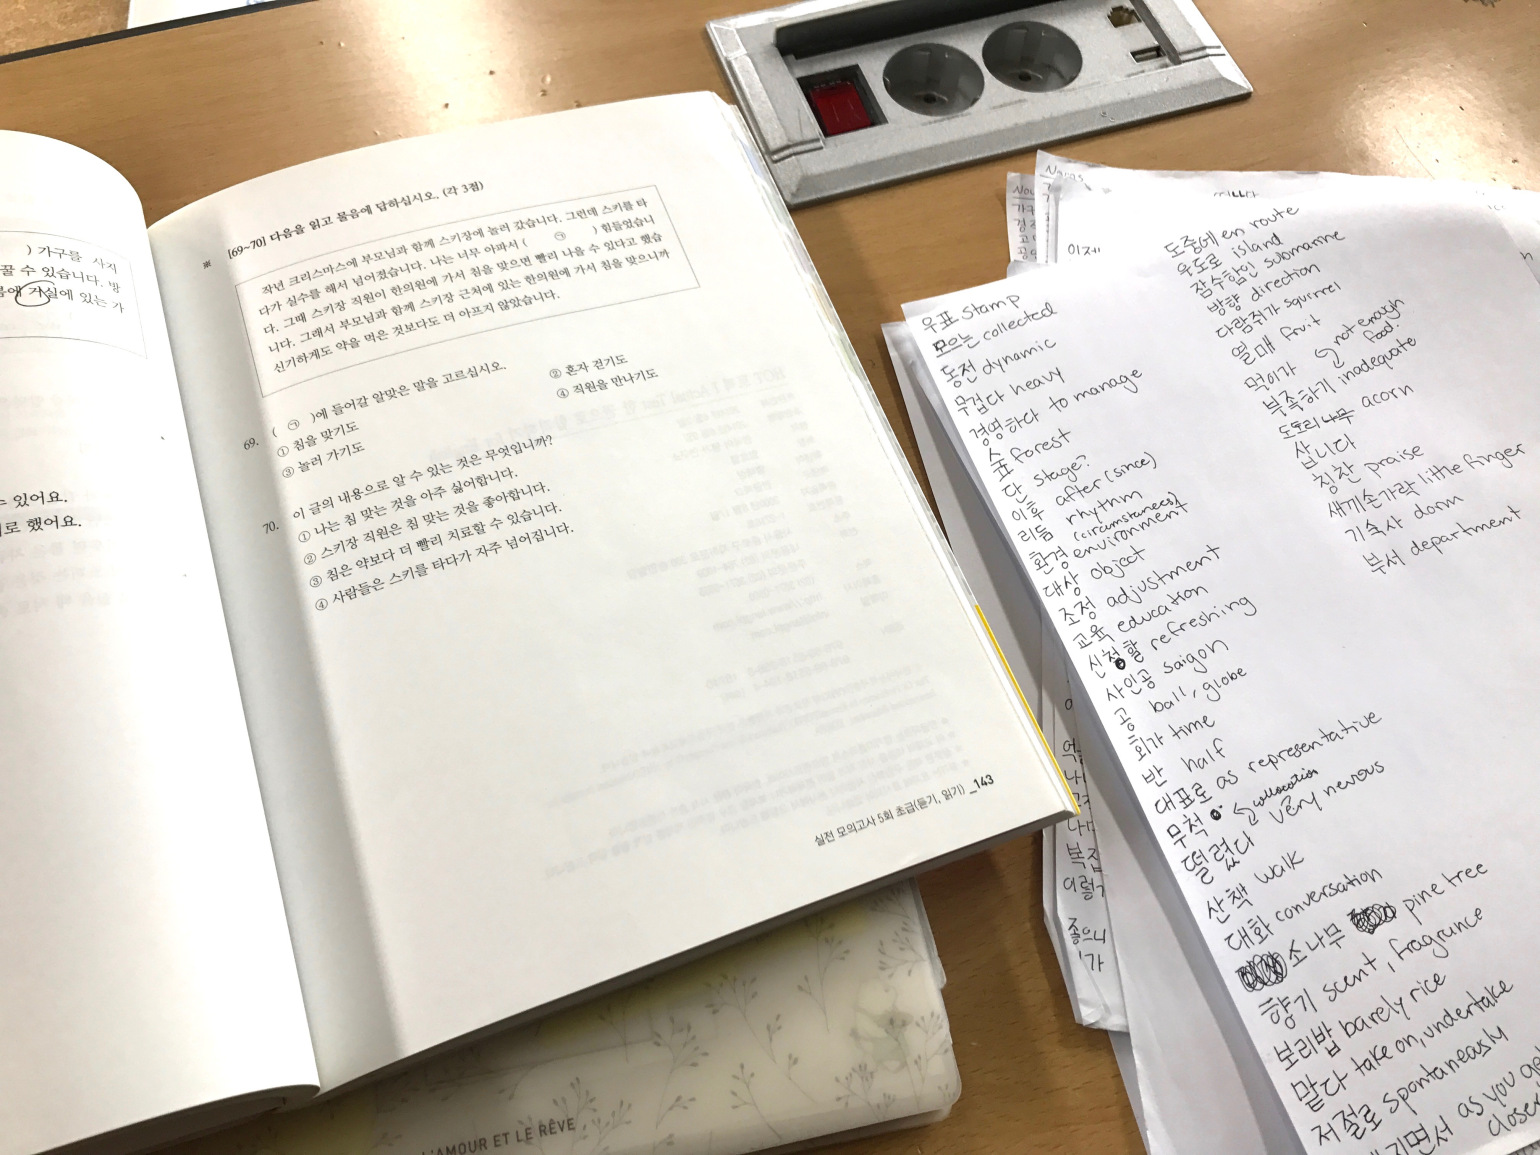 ) 가구를 사지
꿀 수 있습니다. 방
거실에 있는 가
수 있어요.
로 했어요.
※ [69~70] 다음을 읽고 물음에 답하십시오. (각 3점)
작년 크리스마스에 부모님과 함께 스키장에 놀러 갔습니다. 그런데 스키를 타
다가 실수를 해서 넘어졌습니다. 나는 너무 아파서 ( ㉠ ) 힘들었습니
다. 그때 스키장 직원이 한의원에 가서 침을 맞으면 빨리 나을 수 있다고 했습
니다. 그래서 부모님과 함께 스키장 근처에 있는 한의원에 가서 침을 맞으니까
신기하게도 약을 먹은 것보다도 더 아프지 않았습니다.
69. ( ㉠ )에 들어갈 알맞은 말을 고르십시오.
① 침을 맞기도 ② 혼자 걷기도
③ 놀러 가기도 ④ 직원을 만나기도
70. 이 글의 내용으로 알 수 있는 것은 무엇입니까?
① 나는 침 맞는 것을 아주 싫어합니다.
② 스키장 직원은 침 맞는 것을 좋아합니다.
③ 침은 약보다 더 빨리 치료할 수 있습니다.
④ 사람들은 스키를 타다가 자주 넘어집니다.
실전 모의고사 5회 초급(듣기, 읽기) _143
L'AMOUR ET LE RÊVE
이제
우표 stamp
모으는 collected
동전 dynamic
무겁다 heavy
경영하다 to manage
숲 forest
단 stage?
이후 after (since)
리듬 rhythm
(circumstances)
환경 environment
대상 object
조정 adjustment
교육 education
신청할 refreshing
사인공 saigon
공 ball, globe
회가 time
반 half
대표로 as representative
무척 collocation
떨렸다 very nervous
산책 walk
대화 conversation
소나무 pine tree
향기 scent, fragrance
보리밥 barely rice
맡다 take on, undertake
저절로 spontaneously
지면서 as you
closer
도중에 en route
우도로 island
잠수함인 submarine
방향 direction
다람쥐가 squirrel
열매 fruit
먹이가 not enough
food.
부족하기 inadequate
도토리 나무 acorn
삽니다
칭찬 praise
새끼손가락 little finger
기숙사 dorm
부서 department